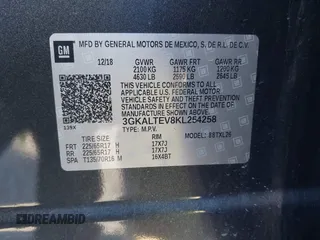 GM
MFD BY GENERAL MOTORS DE MEXICO, S. DE R.L. DE C.V.
12/18 GVWR GAWR FRT GAWR RR
2100 KG 1175 KG 1200 KG
4630 LB 2590 LB 2645 LB
THIS VEHICLE CONFORMS TO ALL APPLICABLE
U.S. FEDERAL MOTOR VEHICLE SAFETY, BUMPER, AND
THEFT PREVENTION STANDARDS IN EFFECT ON THE
DATE OF MANUFACTURE SHOWN ABOVE.
3GKALTEV8KL254258
TYPE: M.P.V. MODEL:
TIRE SIZE RIM
FRT 225/65R17 H 17X7J
RR 225/65R17 H 17X7J
SPA T135/70R16 M 16X4BT
DREAMBID